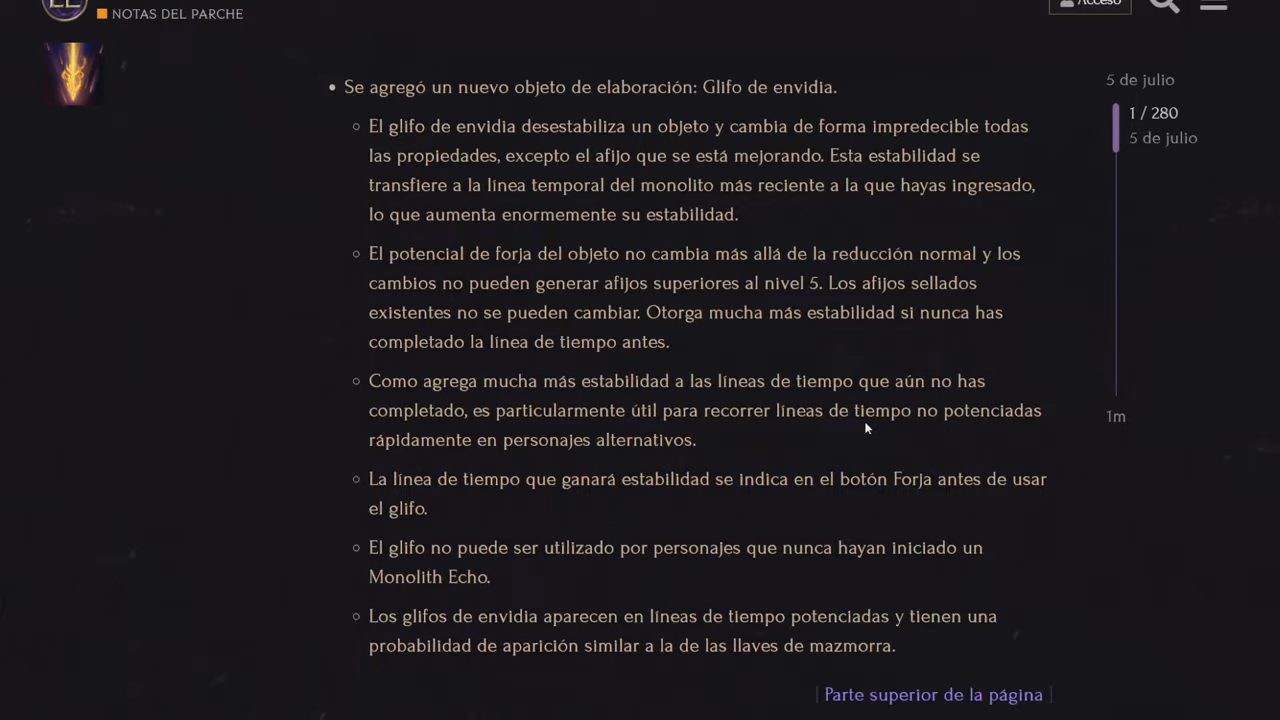 NOTAS DEL PARCHE
Acceso
Se agregó un nuevo objeto de elaboración: Glifo de envidia.
El glifo de envidia desestabiliza un objeto y cambia de forma impredecible todas
las propiedades, excepto el afijo que se está mejorando. Esta estabilidad se
transfiere a la línea temporal del monolito más reciente a la que hayas ingresado,
lo que aumenta enormemente su estabilidad.
El potencial de forja del objeto no cambia más allá de la reducción normal y los
cambios no pueden generar afijos superiores al nivel 5. Los afijos sellados
existentes no se pueden cambiar. Otorga mucha más estabilidad si nunca has
completado la línea de tiempo antes.
Como agrega mucha más estabilidad a las líneas de tiempo que aún no has
completado, es particularmente útil para recorrer líneas de tiempo no potenciadas
rápidamente en personajes alternativos.
La línea de tiempo que ganará estabilidad se indica en el botón Forja antes de usar
el glifo.
El glifo no puede ser utilizado por personajes que nunca hayan iniciado un
Monolith Echo.
Los glifos de envidia aparecen en líneas de tiempo potenciadas y tienen una
probabilidad de aparición similar a la de las llaves de mazmorra.
Parte superior de la página
5 de julio
1 / 280
5 de julio
1m